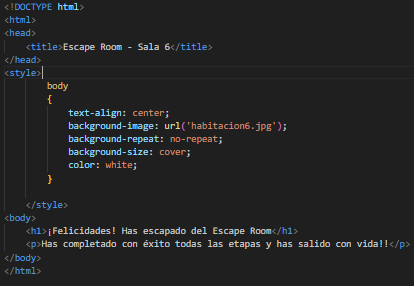 <!DOCTYPE html>
<html>
<head>
    <title>Escape Room - Sala 6</title>
</head>
<style>
        body
        {
            text-align: center;
            background-image: url('habitacion6.jpg');
            background-repeat: no-repeat;
            background-size: cover;
            color: white;
        }

    </style>
<body>
    <h1>¡Felicidades! Has escapado del Escape Room</h1>
    <p>Has completado con éxito todas las etapas y has salido con vida!!</p>
</body>
</html>